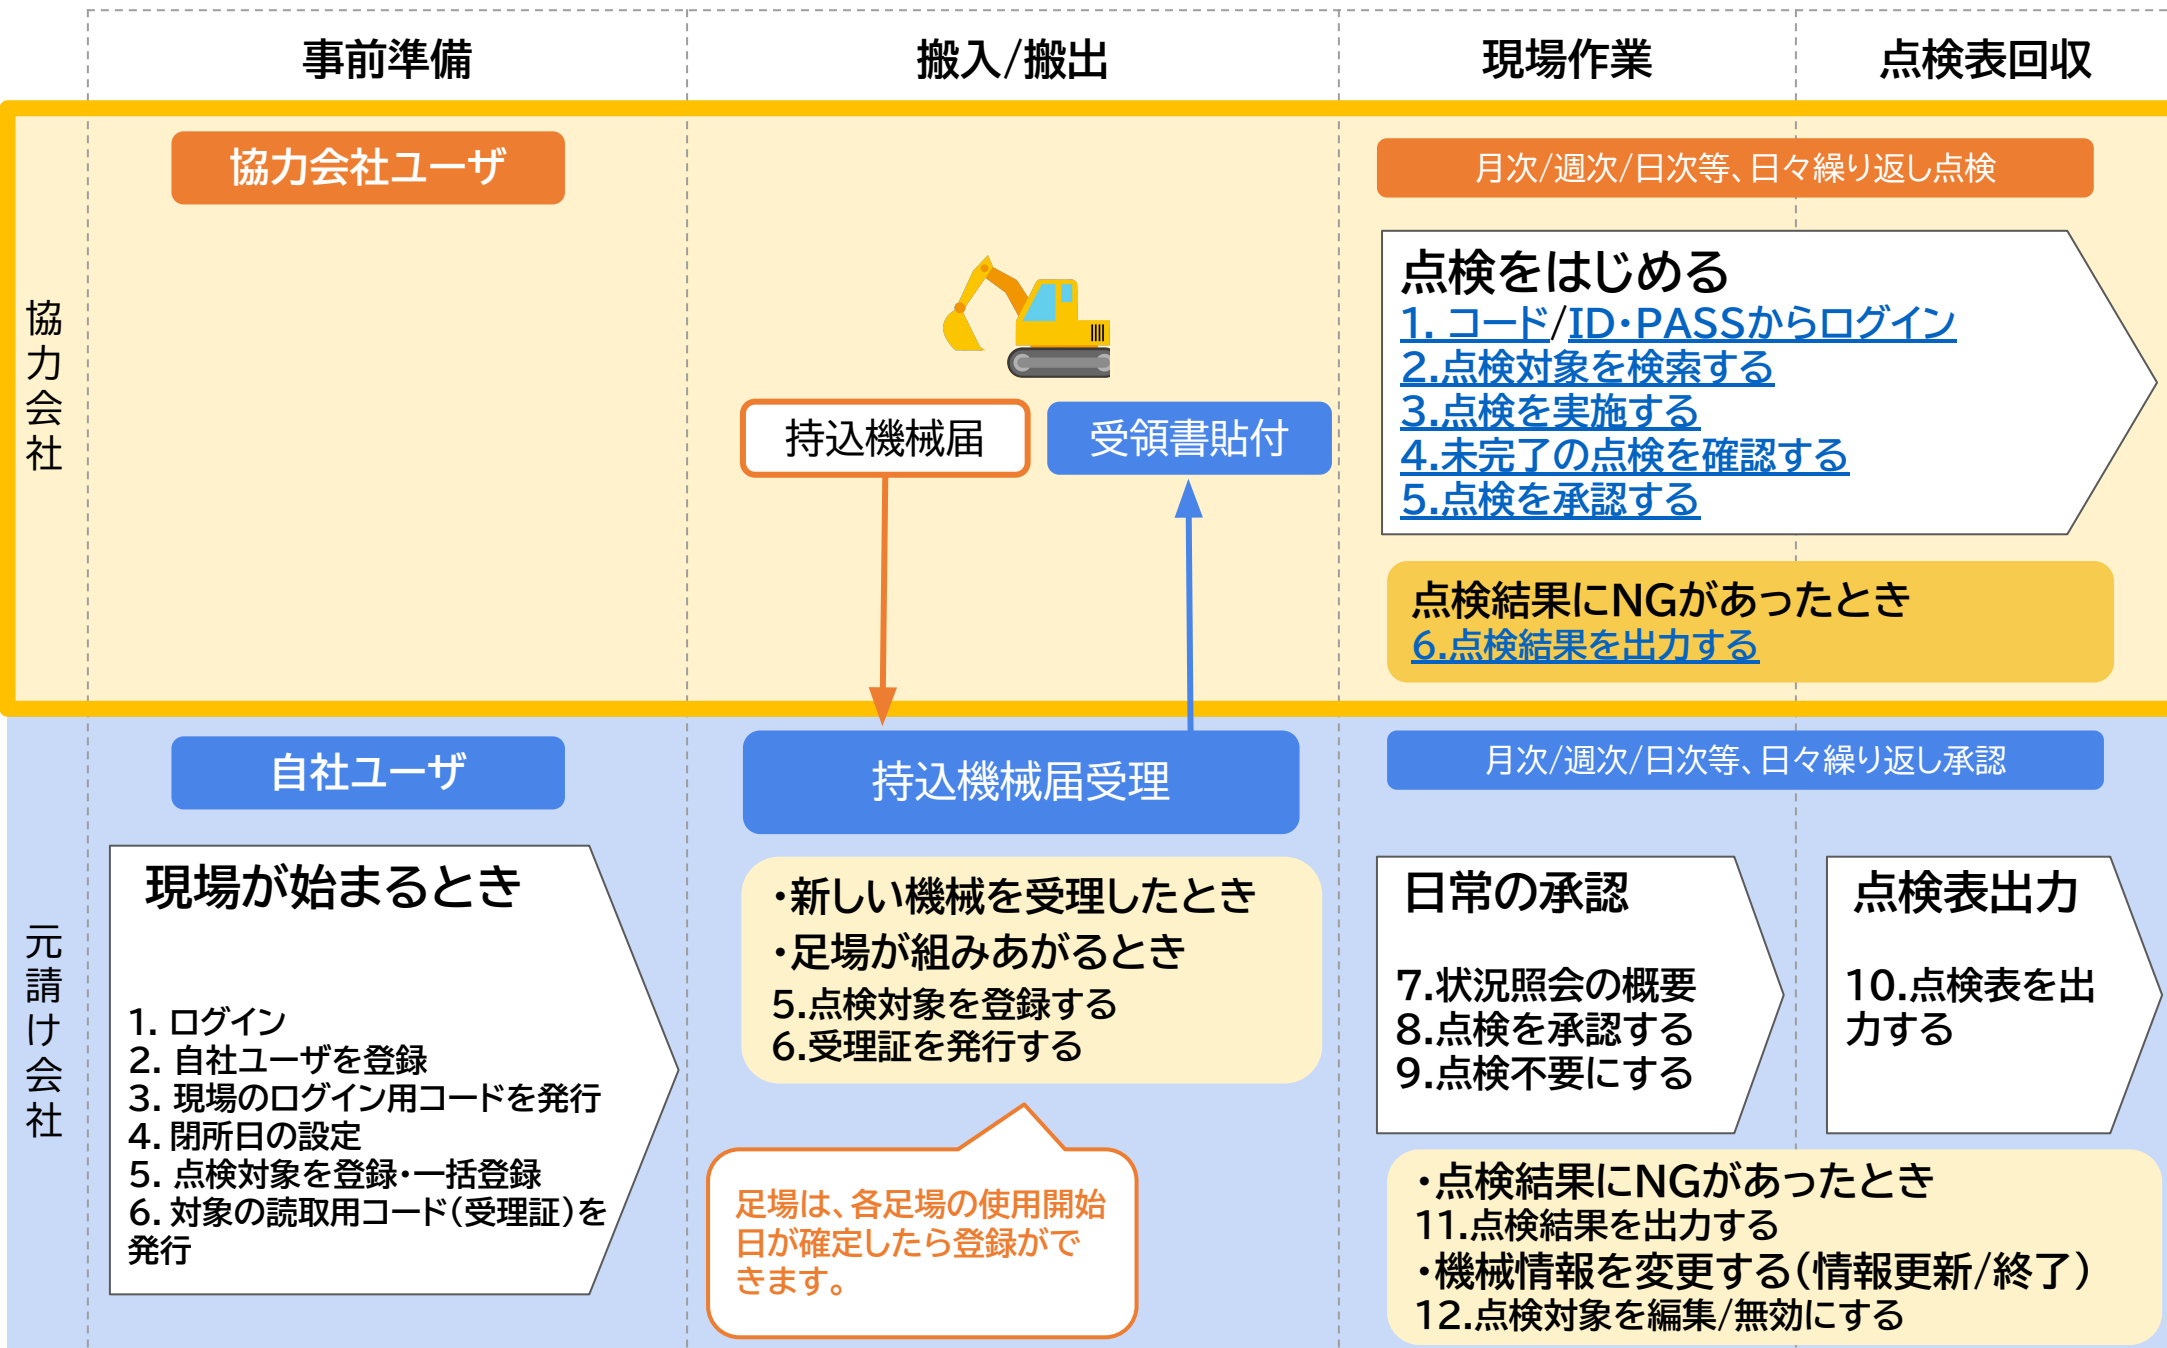 事前準備
搬入/搬出
現場作業
点検表回収
協力会社
協力会社ユーザ
持込機械届
受領書貼付
月次/週次/日次等、日々繰り返し点検
点検をはじめる
1. コード/ID・PASSからログイン
2.点検対象を検索する
3.点検を実施する
4.未完了の点検を確認する
5.点検を承認する
点検結果にNGがあったとき
6.点検結果を出力する
元請け会社
自社ユーザ
現場が始まるとき
1. ログイン
2. 自社ユーザを登録
3. 現場のログイン用コードを発行
4. 閉所日の設定
5. 点検対象を登録・一括登録
6. 対象の読取用コード（受理証）を
発行
持込機械届受理
・新しい機械を受理したとき
・足場が組みあがるとき
5.点検対象を登録する
6.受理証を発行する
足場は、各足場の使用開始
日が確定したら登録がで
きます。
月次/週次/日次等、日々繰り返し承認
日常の承認
7.状況照会の概要
8.点検を承認する
9.点検不要にする
点検表出力
10.点検表を出
力する
・点検結果にNGがあったとき
11.点検結果を出力する
・機械情報を変更する（情報更新/終了）
12.点検対象を編集/無効にする